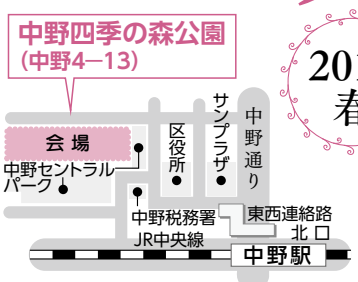 中野四季の森公園
(中野4—13)
201
春
会場
中野セントラル
パーク
区役所
サンプラザ
中野通り
中野税務署
東西連絡路
JR中央線
北口
中野駅